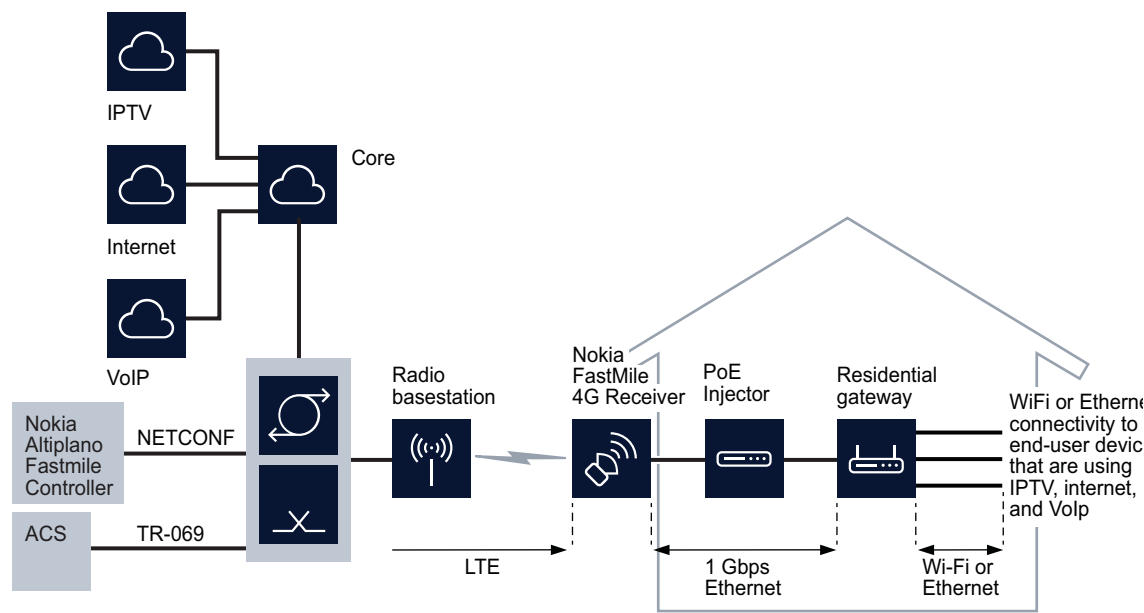 IPTV
Core
Internet
VoIP
Nokia
Altiplano
Fastmile
Controller
NETCONF
ACS
TR-069
Radio
basestation
LTE
Nokia
FastMile
4G Receiver
PoE
Injector
1 Gbps
Ethernet
Residential
gateway
Wi-Fi or
Ethernet
WiFi or
connectivity to
end-user
that are using
IPTV, internet,
and VoIp